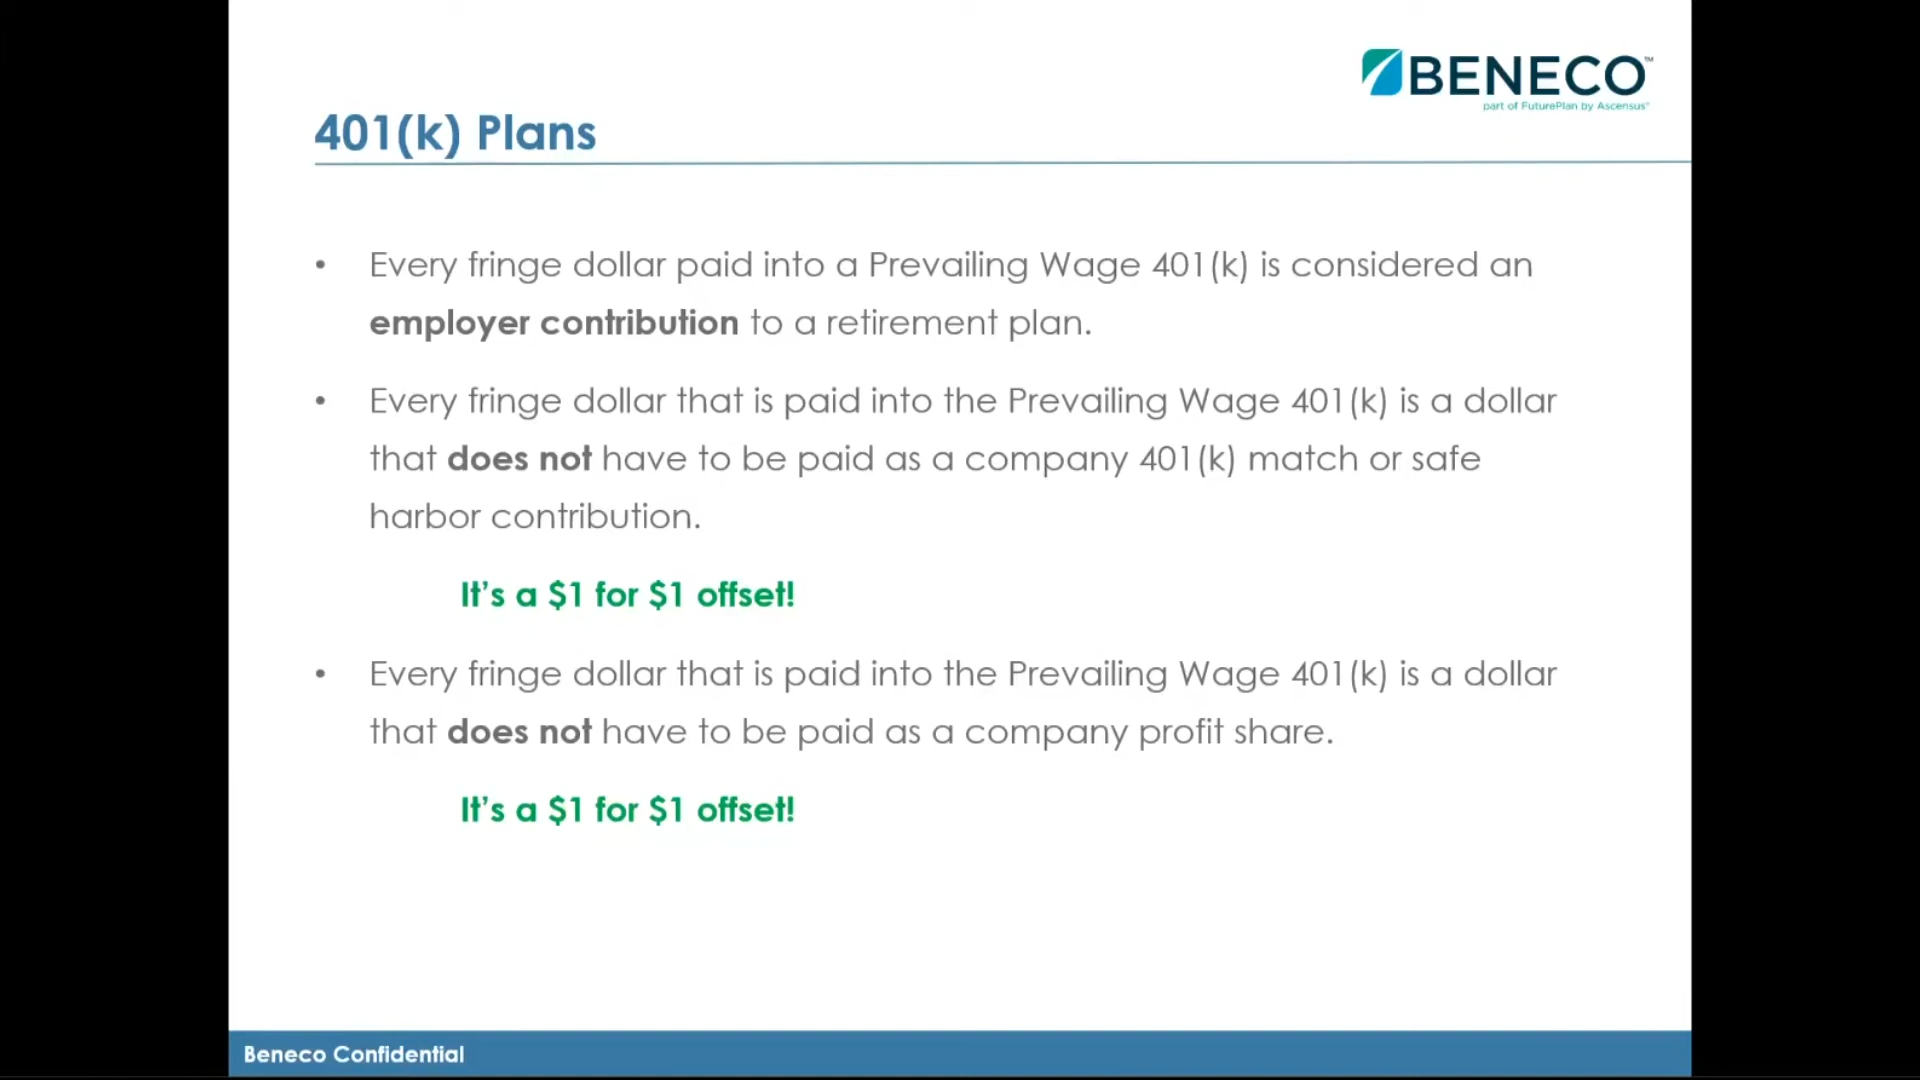 BENECO™
part of FuturePlan by Ascensus®
401(k) Plans
• Every fringe dollar paid into a Prevailing Wage 401(k) is considered an
employer contribution to a retirement plan.
• Every fringe dollar that is paid into the Prevailing Wage 401(k) is a dollar
that does not have to be paid as a company 401(k) match or safe
harbor contribution.
It’s a $1 for $1 offset!
• Every fringe dollar that is paid into the Prevailing Wage 401(k) is a dollar
that does not have to be paid as a company profit share.
It’s a $1 for $1 offset!
Beneco Confidential